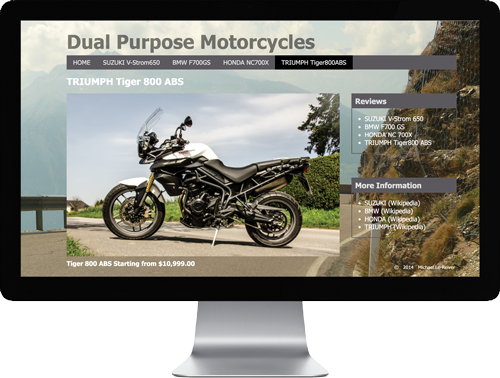 Dual Purpose Motorcycles
HOME SUZUKI V-Strom650 BMW F700GS HONDA NC700X TRIUMPH Tiger800ABS
TRIUMPH Tiger 800 ABS
Reviews
SUZUKI V-Strom 650
BMW F700 GS
HONDA NC 700X
TRIUMPH Tiger800 ABS
More Information
SUZUKI (Wikipedia)
BMW (Wikipedia)
HONDA (Wikipedia)
TRIUMPH (Wikipedia)
Tiger 800 ABS Starting from $10,999.00
© 2014 Michael